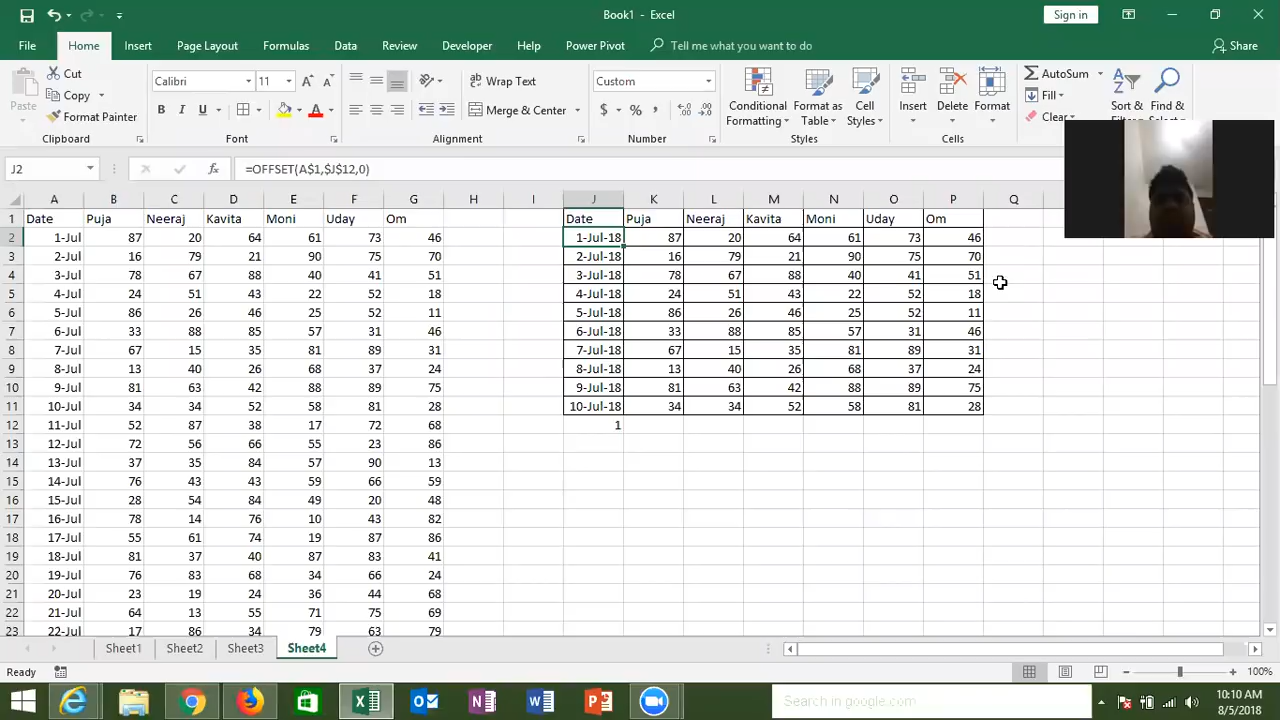 Book1 - Excel
Sign in
File Home Insert Page Layout Formulas Data Review View Developer Help Power Pivot Tell me what you want to do Share
Paste Cut Copy Format Painter Clipboard
Calibri 11 B I U A A Font
Wrap Text Merge & Center Alignment
Custom $ % , Number
Conditional Formatting Format as Table Cell Styles Styles
Insert Delete Format Cells
AutoSum Fill Clear Sort & Find &
J2 fx =OFFSET(A$1,$J$12,0)
A B C D E F G H I J K L M N O P Q
1 Date Puja Neeraj Kavita Moni Uday Om Date Puja Neeraj Kavita Moni Uday Om
2 1-Jul 87 20 64 61 73 46 1-Jul-18 87 20 64 61 73 46
3 2-Jul 16 79 21 90 75 70 2-Jul-18 16 79 21 90 75 70
4 3-Jul 78 67 88 40 41 51 3-Jul-18 78 67 88 40 41 51
5 4-Jul 24 51 43 22 52 18 4-Jul-18 24 51 43 22 52 18
6 5-Jul 86 26 46 25 52 11 5-Jul-18 86 26 46 25 52 11
7 6-Jul 33 88 85 57 31 46 6-Jul-18 33 88 85 57 31 46
8 7-Jul 67 15 35 81 89 31 7-Jul-18 67 15 35 81 89 31
9 8-Jul 13 40 26 68 37 24 8-Jul-18 13 40 26 68 37 24
10 9-Jul 81 63 42 88 89 75 9-Jul-18 81 63 42 88 89 75
11 10-Jul 34 34 52 58 81 28 10-Jul-18 34 34 52 58 81 28
12 11-Jul 52 87 38 17 72 68 1
13 12-Jul 72 56 66 55 23 86
14 13-Jul 37 35 84 57 90 13
15 14-Jul 76 43 43 59 66 59
16 15-Jul 28 54 84 49 20 48
17 16-Jul 78 14 76 10 43 82
18 17-Jul 55 61 74 19 87 86
19 18-Jul 81 37 40 87 83 41
20 19-Jul 76 83 68 34 66 24
21 20-Jul 23 19 24 36 44 68
22 21-Jul 64 13 55 71 75 69
23 22-Jul 17 86 34 79 63 79
Sheet1 Sheet2 Sheet3 Sheet4
Ready 100%
Search in google.com
10:10 AM
8/5/2018